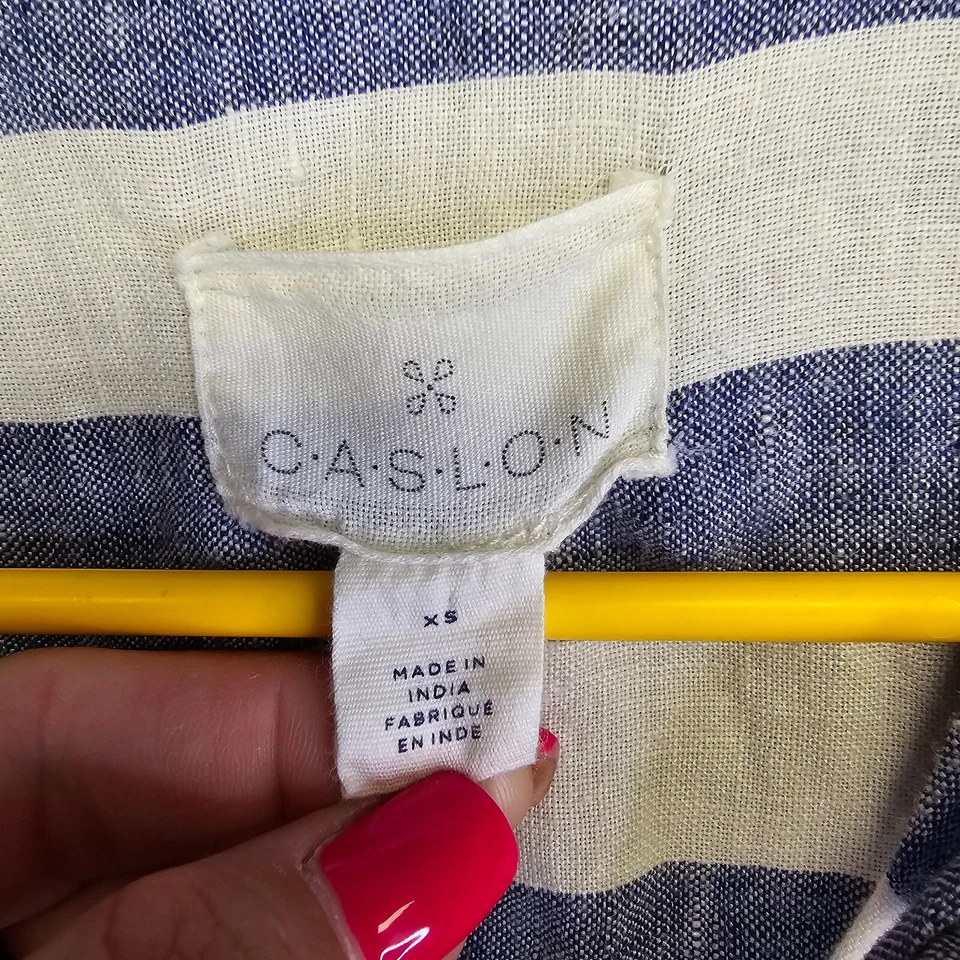 C·A·S·L·O·N
XS
MADE IN
INDIA
FABRIQUÉ
EN INDE